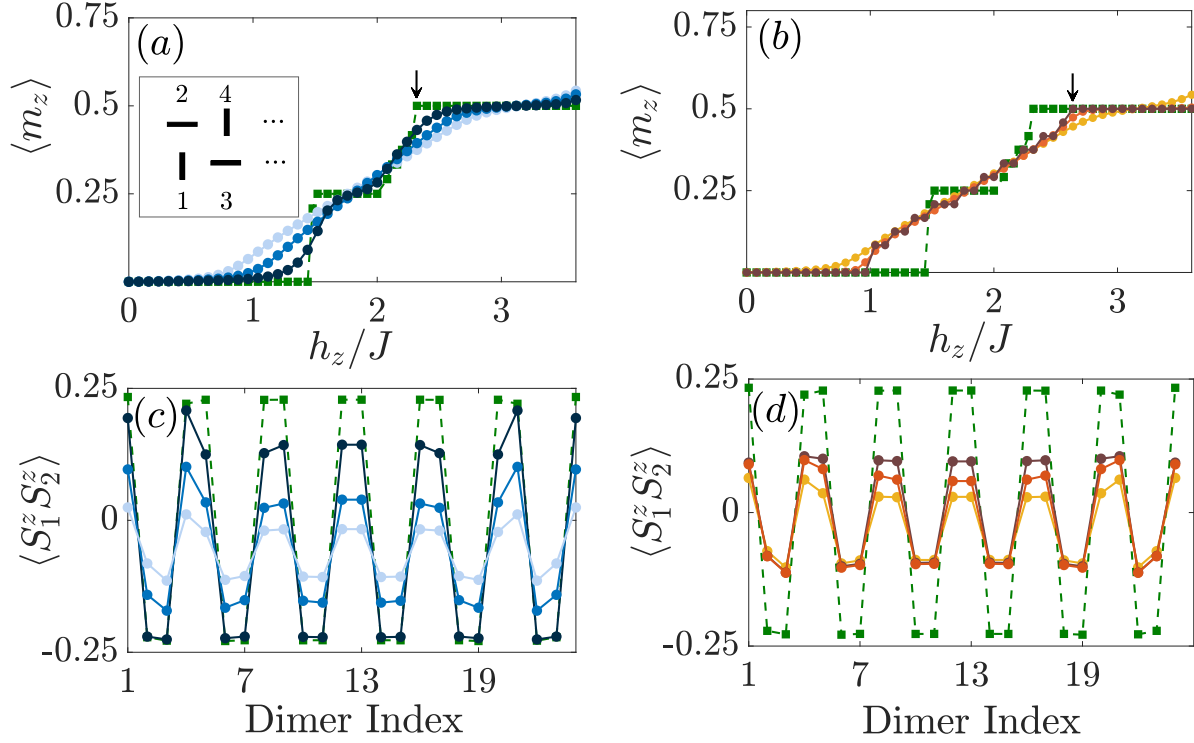 (a)
⟨m_z⟩
0.75
0.5
0.25
0
2 4 ...
1 3 ...
0 1 2 3
h_z/J
(b)
⟨m_z⟩
0.75
0.5
0.25
0
0 1 2 3
h_z/J
(c)
⟨S_1^z S_2^z⟩
0.25
0
-0.25
1 7 13 19
Dimer Index
(d)
⟨S_1^z S_2^z⟩
0.25
0
-0.25
1 7 13 19
Dimer Index